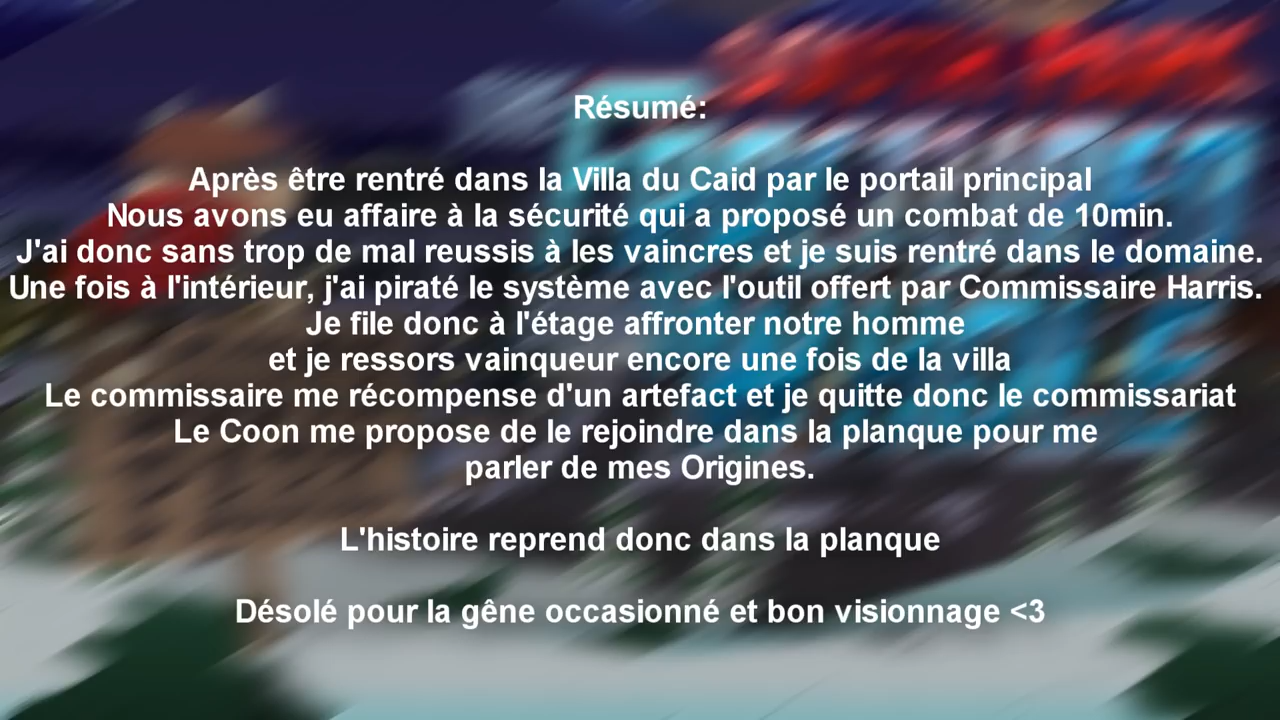 Résumé:
Après être rentré dans la Villa du Caid par le portail principal
Nous avons eu affaire à la sécurité qui a proposé un combat de 10min.
J'ai donc sans trop de mal reussis à les vaincres et je suis rentré dans le domaine.
Une fois à l'intérieur, j'ai piraté le système avec l'outil offert par Commissaire Harris.
Je file donc à l'étage affronter notre homme
et je ressors vainqueur encore une fois de la villa
Le commissaire me récompense d'un artefact et je quitte donc le commissariat
Le Coon me propose de le rejoindre dans la planque pour me
parler de mes Origines.
L'histoire reprend donc dans la planque
Désolé pour la gêne occasionné et bon visionnage <3